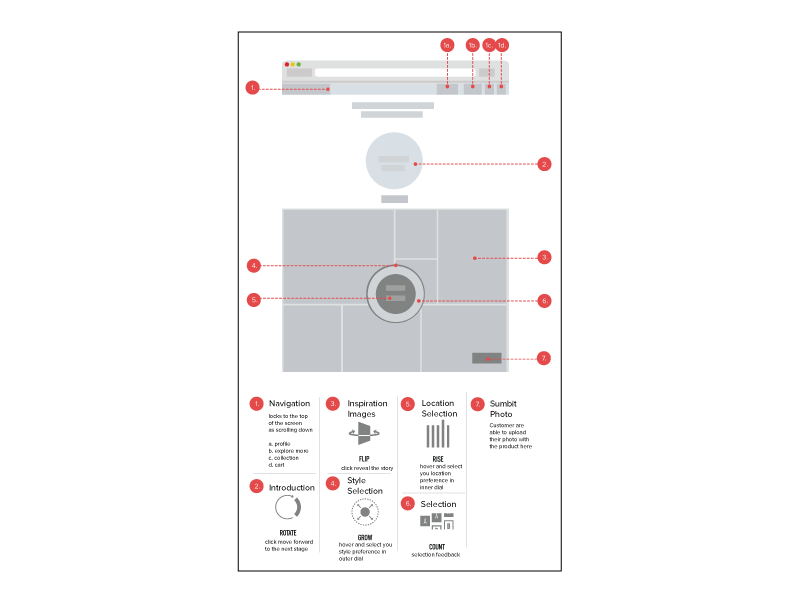 1a.
1b.
1c.
1d.
1.
2.
3.
4.
5.
6.
7.
1.
Navigation
locks to the top
of the screen
as scrolling down
a. profile
b. explore more
c. collection
d. cart
2.
Introduction
ROTATE
click move forward
to the next stage
3.
Inspiration
Images
FLIP
click reveal the story
4.
Style
Selection
GROW
hover and select you
style preference in
outer dial
5.
Location
Selection
RISE
hover and select
you location
preference in
inner dial
6.
Selection
COUNT
selection feedback
7.
Sumbit
Photo
Customer are
able to upload
their photo with
the product here